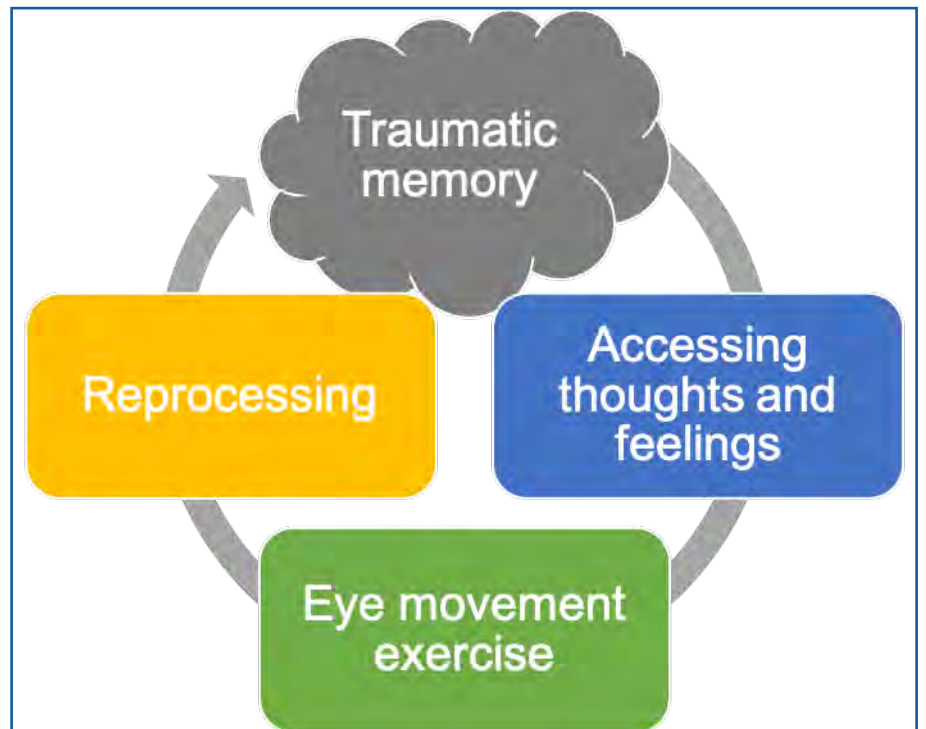 Traumatic
memory
Accessing
thoughts and
feelings
Eye movement
exercise
Reprocessing